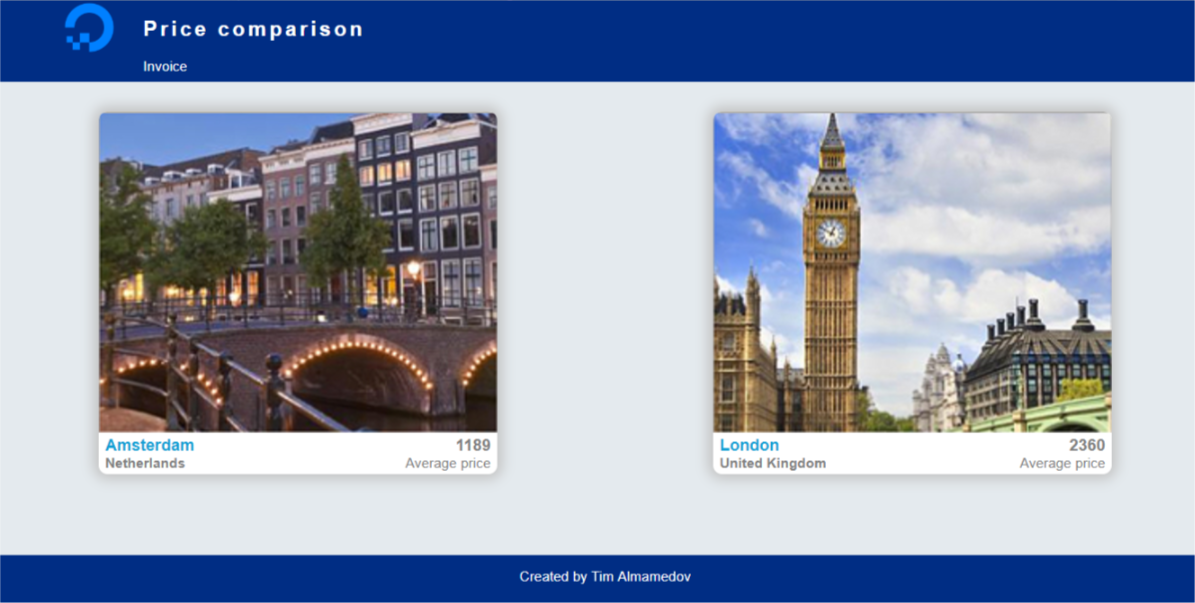 Price comparison
Invoice
Amsterdam 1189
Netherlands Average price
London 2360
United Kingdom Average price
Created by Tim Almamedov